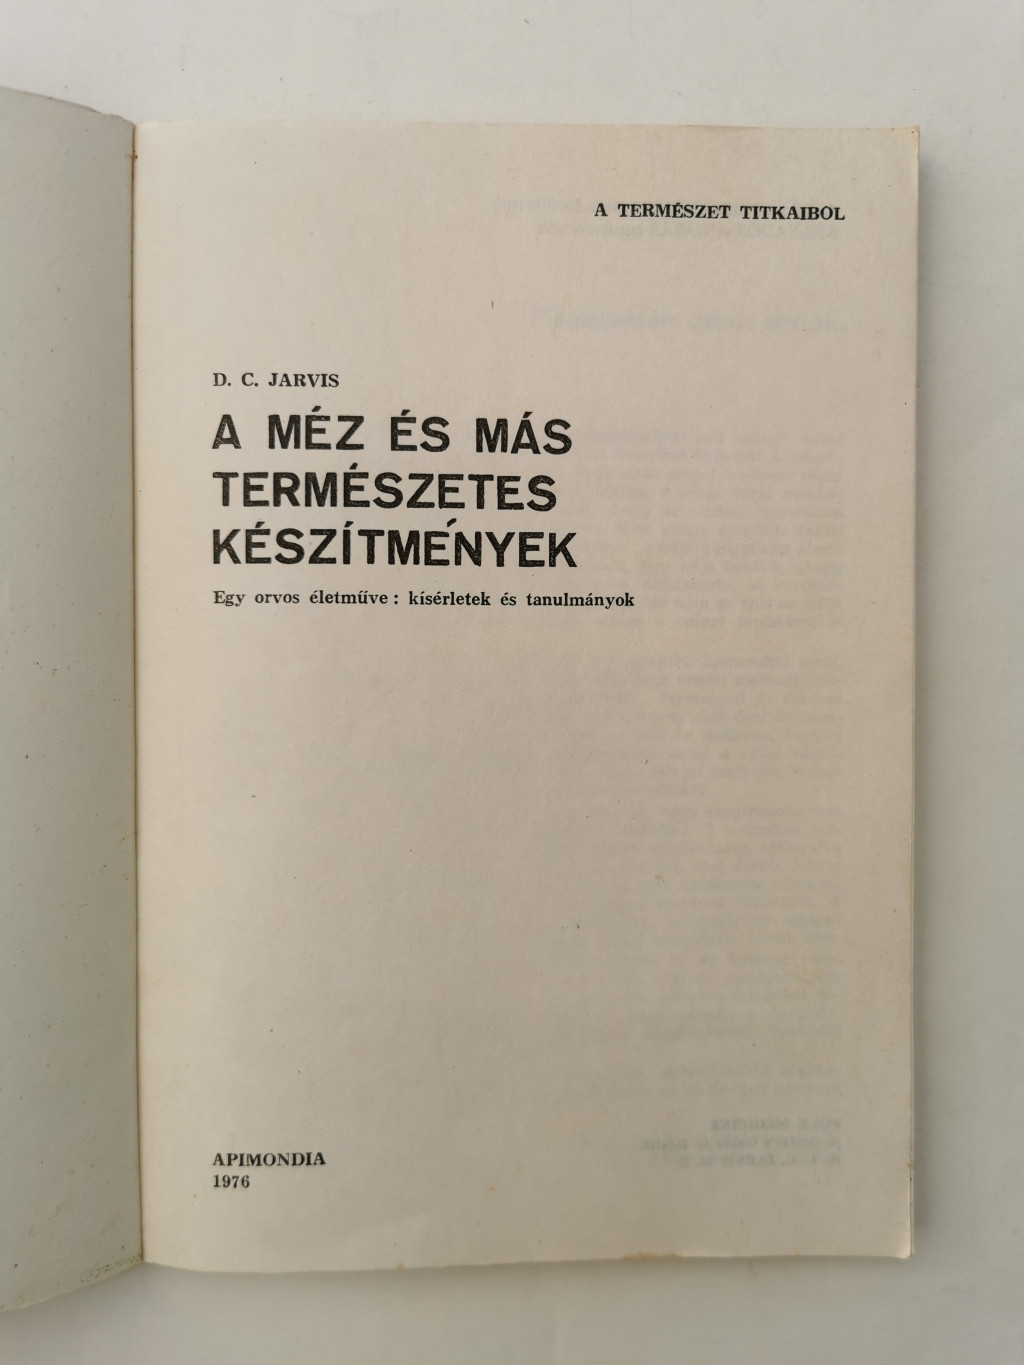 A TERMÉSZET TITKAIBOL
D. C. JARVIS
A MÉZ ÉS MÁS
TERMÉSZETES
KÉSZÍTMÉNYEK
Egy orvos életműve : kísérletek és tanulmányok
APIMONDIA
1976